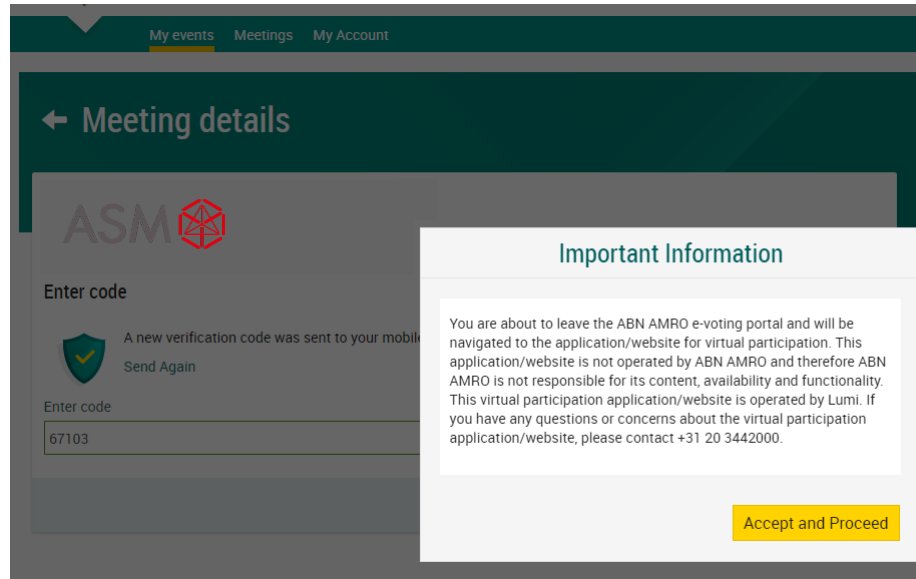 My events Meetings My Account
Meeting details
ASM
Enter code
A new verification code was sent to your mobile
Send Again
Enter code
67103
Important Information
You are about to leave the ABN AMRO e-voting portal and will be
navigated to the application/website for virtual participation. This
application/website is not operated by ABN AMRO and therefore ABN
AMRO is not responsible for its content, availability and functionality.
This virtual participation application/website is operated by Lumi. If
you have any questions or concerns about the virtual participation
application/website, please contact +31 20 3442000.
Accept and Proceed